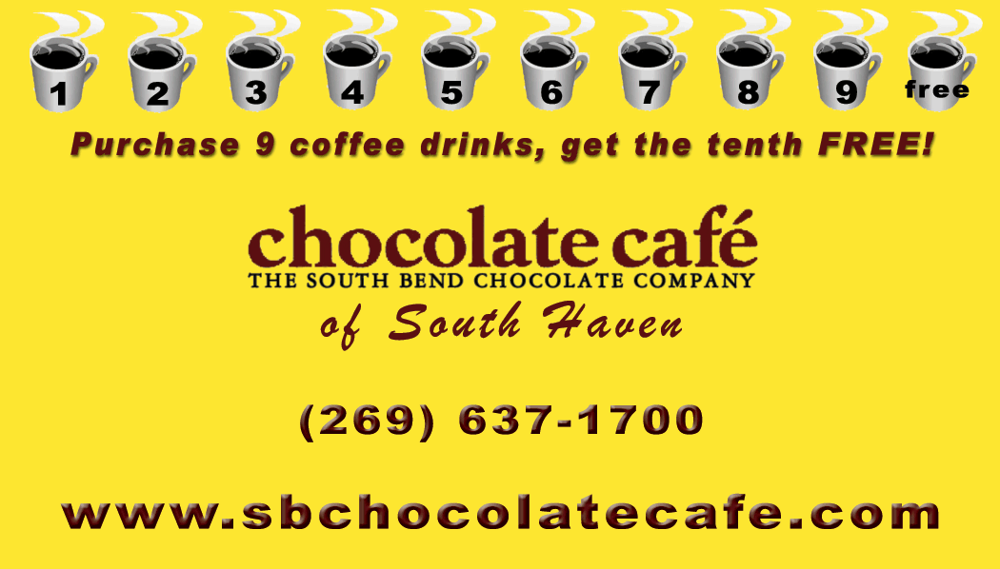 1 2 3 4 5 6 7 8 9 free
Purchase 9 coffee drinks, get the tenth FREE!
chocolate café
THE SOUTH BEND CHOCOLATE COMPANY
of South Haven
(269) 637-1700
www.sbchocolatecafe.com